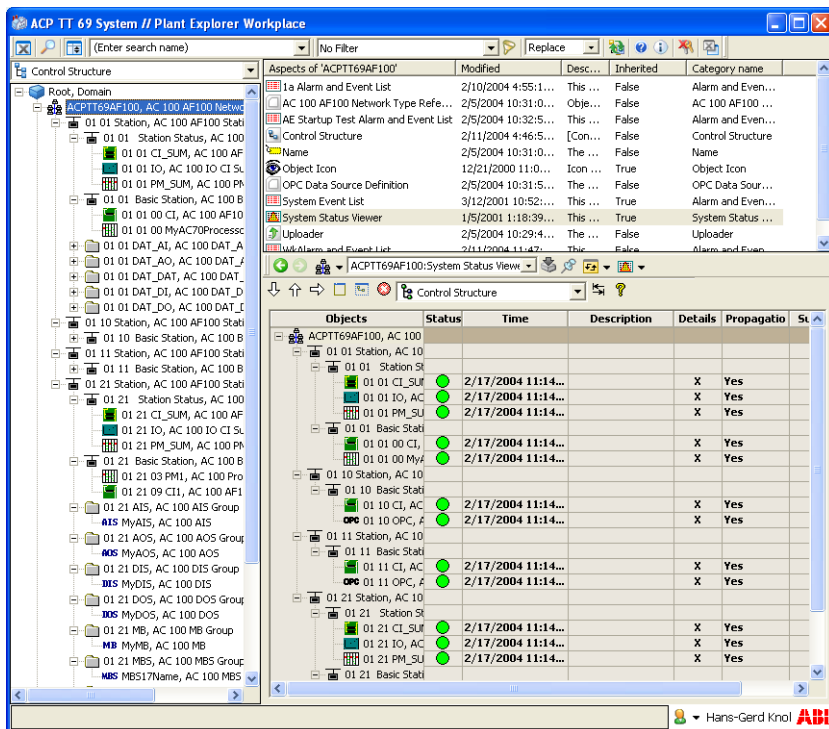 ACP TT 69 System // Plant Explorer Workplace
(Enter search name)
No Filter
Replace
Control Structure
Root, Domain
ACPTT69AF100, AC 100 AF100 Netwo
01 01 Station, AC 100 AF100 Stati
01 01 Station Status, AC 100
01 01 CI_SUM, AC 100 AF
01 01 IO, AC 100 IO CI Su
01 01 PM_SUM, AC 100 PM
01 01 Basic Station, AC 100 B
01 01 00 CI, AC 100 AF10
01 01 00 MyAC70Processo
01 01 DAT_AI, AC 100 DAT_A
01 01 DAT_AO, AC 100 DAT_A
01 01 DAT_DAT, AC 100 DAT_
01 01 DAT_DI, AC 100 DAT_D
01 01 DAT_DO, AC 100 DAT_D
01 10 Station, AC 100 AF100 Stati
01 10 Basic Station, AC 100 B
01 11 Station, AC 100 AF100 Stati
01 11 Basic Station, AC 100 B
01 21 Station, AC 100 AF100 Stati
01 21 Station Status, AC 100
01 21 CI_SUM, AC 100 AF
01 21 IO, AC 100 IO CI Su
01 21 PM_SUM, AC 100 PM
01 21 Basic Station, AC 100 B
01 21 03 PM1, AC 100 Pro
01 21 09 CI1, AC 100 AF1
01 21 AIS, AC 100 AIS Group
AIS MyAIS, AC 100 AIS
01 21 AOS, AC 100 AOS Group
AOS MyAOS, AC 100 AOS
01 21 DIS, AC 100 DIS Group
DIS MyDIS, AC 100 DIS
01 21 DOS, AC 100 DOS Group
DOS MyDOS, AC 100 DOS
01 21 MB, AC 100 MB Group
MB MyMB, AC 100 MB
01 21 MBS, AC 100 MBS Group
MBS MBS17Name, AC 100 MBS
Aspects of 'ACPTT69AF100' Modified Desc... Inherited Category name
1a Alarm and Event List 2/10/2004 4:55:1... This ... False Alarm and Even...
AC 100 AF100 Network Type Refe... 2/5/2004 10:31:0... Obje... False AC 100 AF100 ...
AE Startup Test Alarm and Event List 2/5/2004 10:32:5... This ... False Alarm and Even...
Control Structure 2/11/2004 4:46:5... [Con... False Control Structure
Name 2/5/2004 10:31:0... The ... False Name
Object Icon 12/21/2000 11:0... Icon ... True Object Icon
OPC Data Source Definition 2/5/2004 10:31:5... The ... False OPC Data Sour...
System Event List 3/12/2001 10:52:... This ... True Alarm and Even...
System Status Viewer 1/5/2001 1:18:39... This ... True System Status ...
Uploader 2/5/2004 10:29:4... The ... False Uploader
WkAlarm and Event List 2/11/2004 11:47: This False Alarm and Even
ACPTT69AF100:System Status Viewe
Control Structure
Objects Status Time Description Details Propagatio Su
ACPTT69AF100, AC 100
01 01 Station, AC 10
01 01 Station St
01 01 CI_SUM 2/17/2004 11:14... X Yes
01 01 IO, AC 2/17/2004 11:14... X Yes
01 01 PM_SU 2/17/2004 11:14... X Yes
01 01 Basic Stati
01 01 00 CI, 2/17/2004 11:14... X Yes
01 01 00 MyA 2/17/2004 11:14... X Yes
01 10 Station, AC 10
01 10 Basic Stati
01 10 CI, AC 2/17/2004 11:14... X Yes
OPC 01 10 OPC, A 2/17/2004 11:14... X Yes
01 11 Station, AC 10
01 11 Basic Stati
01 11 CI, AC 2/17/2004 11:14... X Yes
OPC 01 11 OPC, A 2/17/2004 11:14... X Yes
01 21 Station, AC 10
01 21 Station St
01 21 CI_SUM 2/17/2004 11:14... X Yes
01 21 IO, AC 2/17/2004 11:14... X Yes
01 21 PM_SU 2/17/2004 11:14... X Yes
01 21 Basic Stati
Hans-Gerd Knol ABB